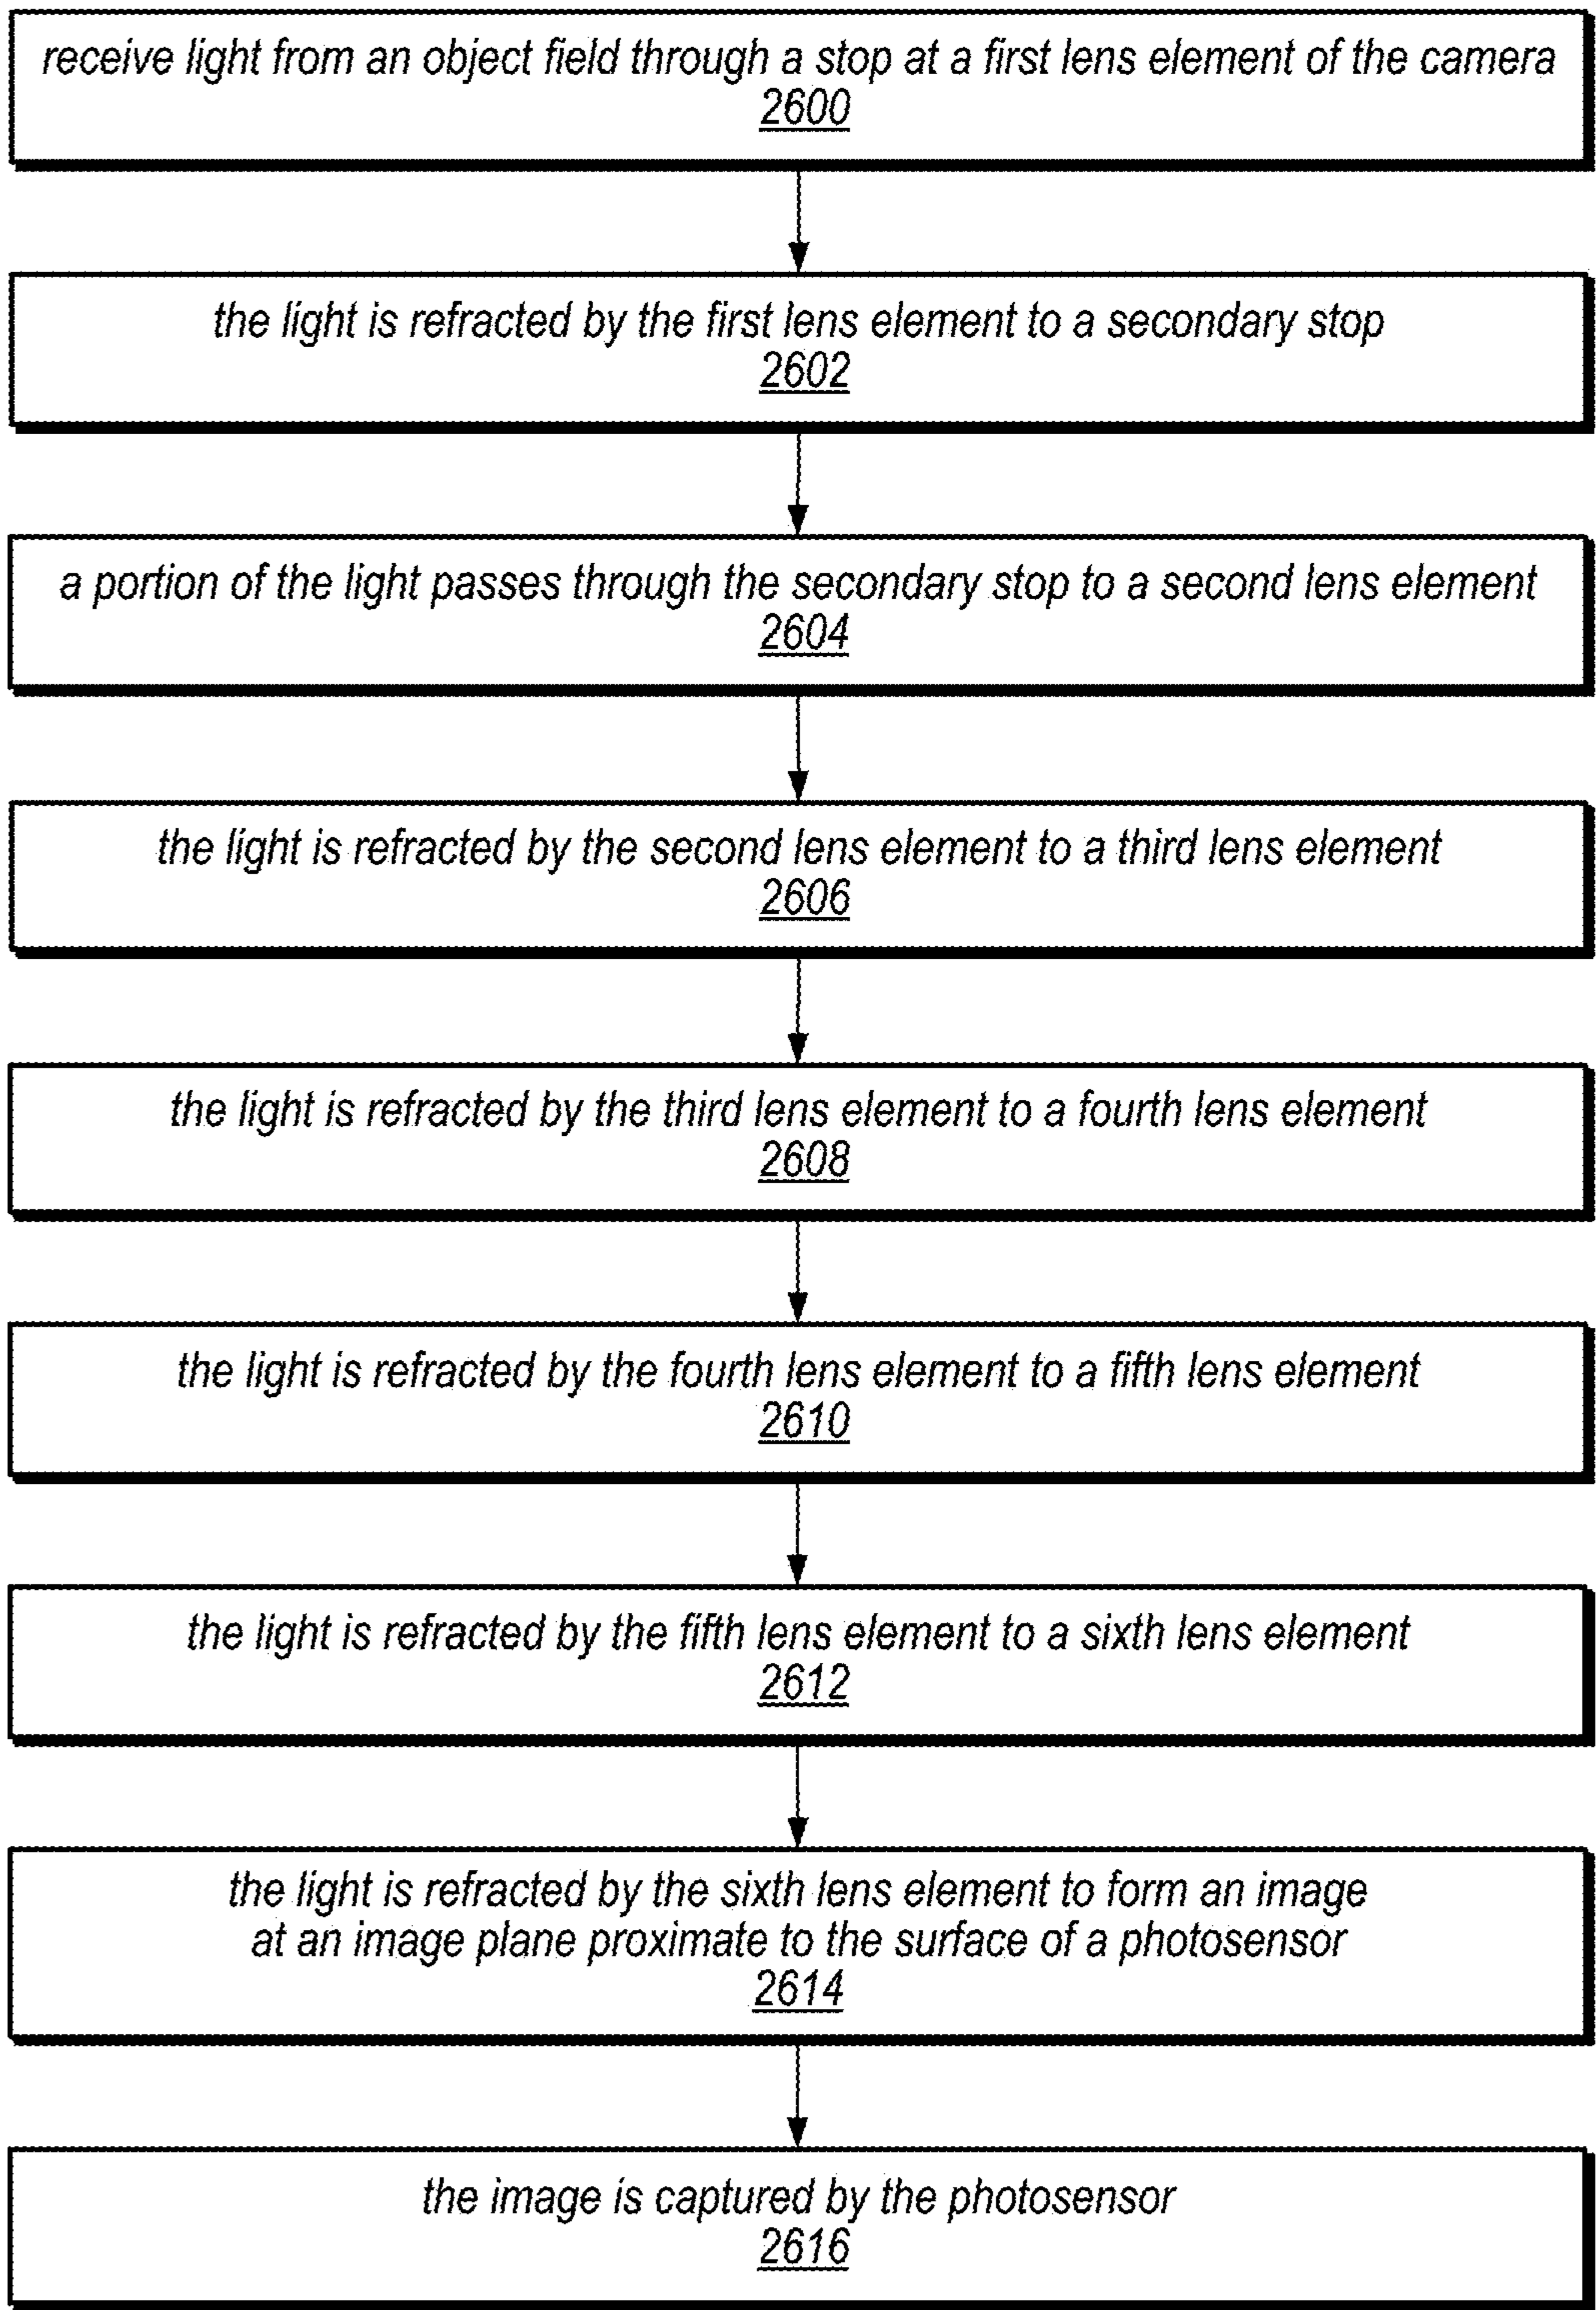 receive light from an object field through a stop at a first lens element of the camera
2600
the light is refracted by the first lens element to a secondary stop
2602
a portion of the light passes through the secondary stop to a second lens element
2604
the light is refracted by the second lens element to a third lens element
2606
the light is refracted by the third lens element to a fourth lens element
2608
the light is refracted by the fourth lens element to a fifth lens element
2610
the light is refracted by the fifth lens element to a sixth lens element
2612
the light is refracted by the sixth lens element to form an image
at an image plane proximate to the surface of a photosensor
2614
the image is captured by the photosensor
2616